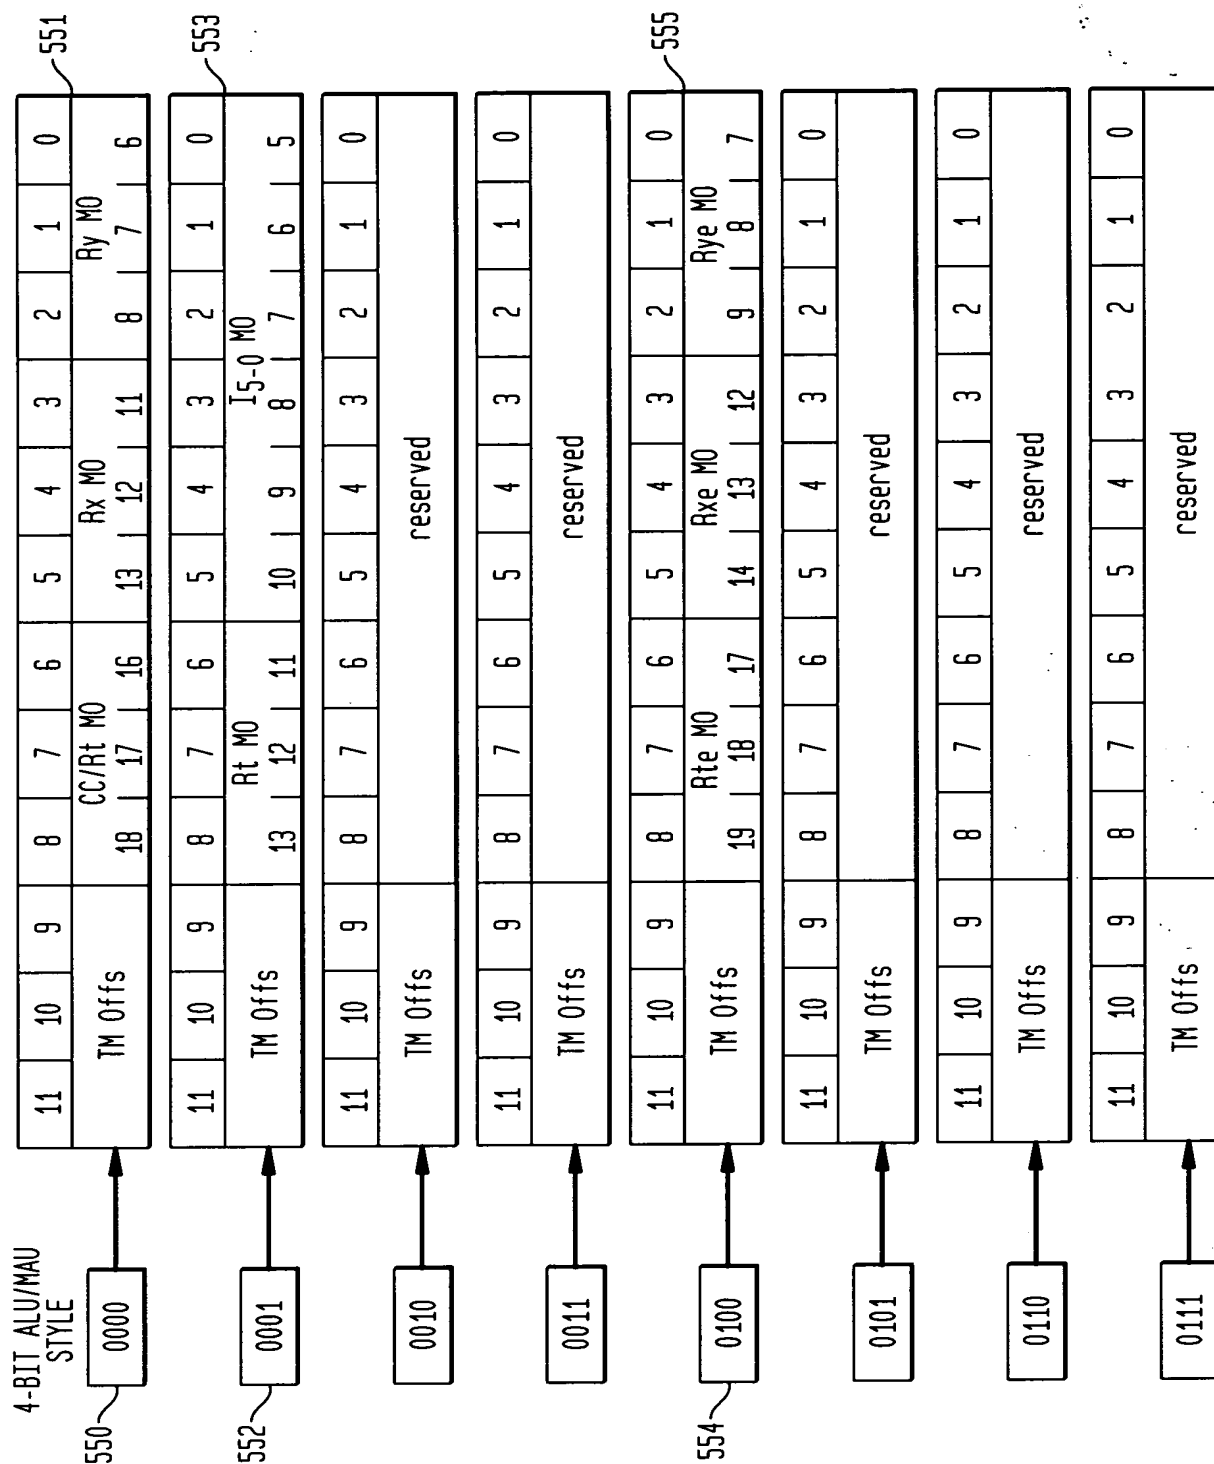 4-BIT ALU/MAU
STYLE
550
0000
11 10 9 8 7 6 5 4 3 2 1 0
551
TM Offs CC/Rt M0 Rx M0 Ry M0
18 17 16 13 12 11 8 7 6
552
0001
11 10 9 8 7 6 5 4 3 2 1 0
553
TM Offs Rt M0 I5-0 M0
13 12 11 10 9 8 7 6 5
0010
11 10 9 8 7 6 5 4 3 2 1 0
TM Offs reserved
0011
11 10 9 8 7 6 5 4 3 2 1 0
TM Offs reserved
554
0100
11 10 9 8 7 6 5 4 3 2 1 0
555
TM Offs Rte M0 Rxe M0 Rye M0
19 18 17 14 13 12 9 8 7
0101
11 10 9 8 7 6 5 4 3 2 1 0
TM Offs reserved
0110
11 10 9 8 7 6 5 4 3 2 1 0
TM Offs reserved
0111
11 10 9 8 7 6 5 4 3 2 1 0
TM Offs reserved